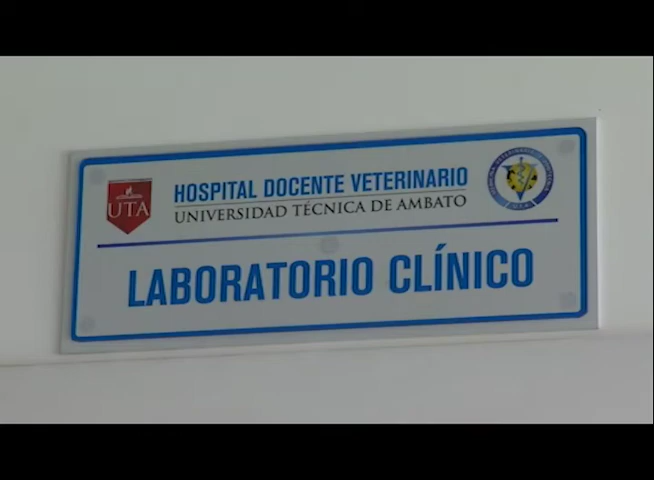 UTA
HOSPITAL DOCENTE VETERINARIO
UNIVERSIDAD TÉCNICA DE AMBATO
LABORATORIO CLÍNICO